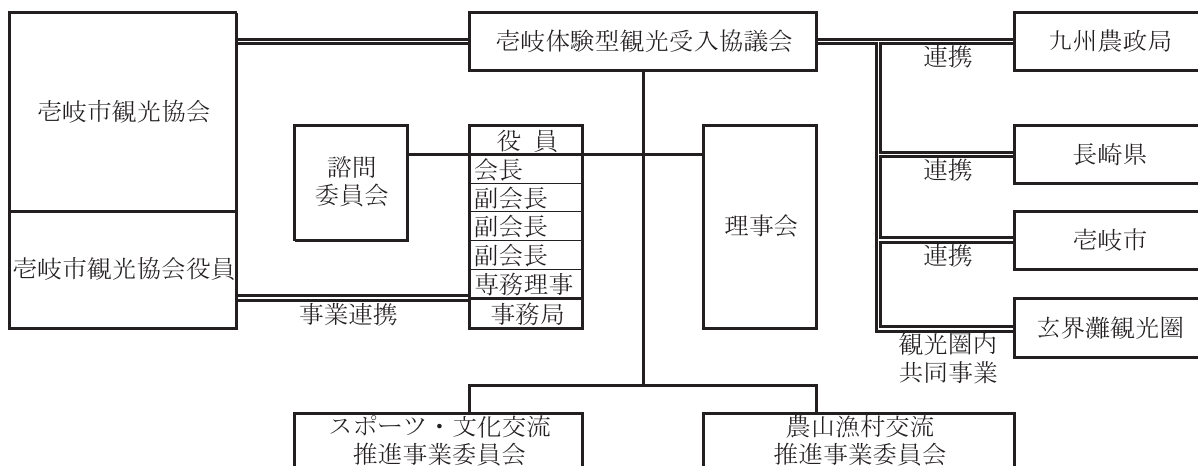 壱岐市観光協会
壱岐市観光協会役員
壱岐体験型観光受入協議会
諮問
委員会
役 員
会長
副会長
副会長
副会長
専務理事
事務局
事業連携
理事会
連携
九州農政局
連携
長崎県
連携
壱岐市
観光圏内
共同事業
玄界灘観光圏
スポーツ・文化交流
推進事業委員会
農山漁村交流
推進事業委員会